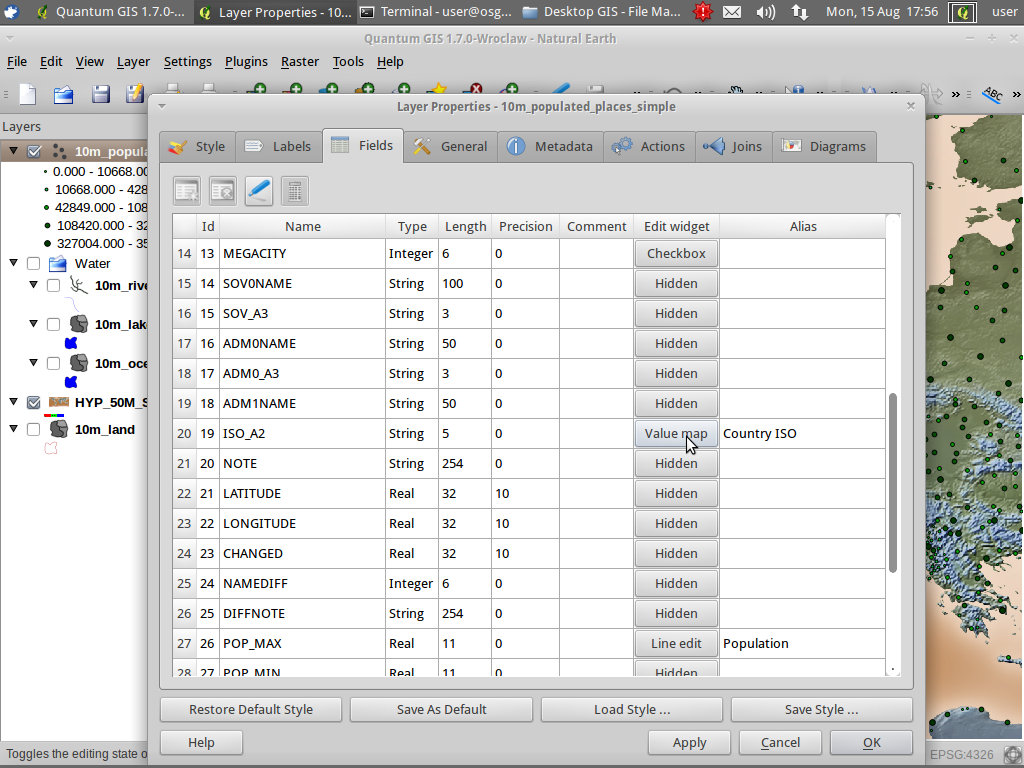 Quantum GIS 1.7.0-...
Layer Properties - 10...
Terminal - user@osg...
Desktop GIS - File Ma...
Mon, 15 Aug 17:56
user
Quantum GIS 1.7.0-Wroclaw - Natural Earth
File Edit View Layer Settings Plugins Raster Tools Help
ABC
Layers
10m_popula
0.000 - 10668.00
10668.000 - 428
42849.000 - 108
108420.000 - 32
327004.000 - 35
Water
10m_rive
10m_lak
10m_oce
HYP_50M_S
10m_land
Layer Properties - 10m_populated_places_simple
Style Labels Fields General Metadata Actions Joins Diagrams
Id Name Type Length Precision Comment Edit widget Alias
14 13 MEGACITY Integer 6 0 Checkbox
15 14 SOV0NAME String 100 0 Hidden
16 15 SOV_A3 String 3 0 Hidden
17 16 ADM0NAME String 50 0 Hidden
18 17 ADM0_A3 String 3 0 Hidden
19 18 ADM1NAME String 50 0 Hidden
20 19 ISO_A2 String 5 0 Value map Country ISO
21 20 NOTE String 254 0 Hidden
22 21 LATITUDE Real 32 10 Hidden
23 22 LONGITUDE Real 32 10 Hidden
24 23 CHANGED Real 32 10 Hidden
25 24 NAMEDIFF Integer 6 0 Hidden
26 25 DIFFNOTE String 254 0 Hidden
27 26 POP_MAX Real 11 0 Line edit Population
28 27 POP_MIN Real 11 0 Hidden
Restore Default Style Save As Default Load Style ... Save Style ...
Help Apply Cancel OK
Toggles the editing state o
EPSG:4326